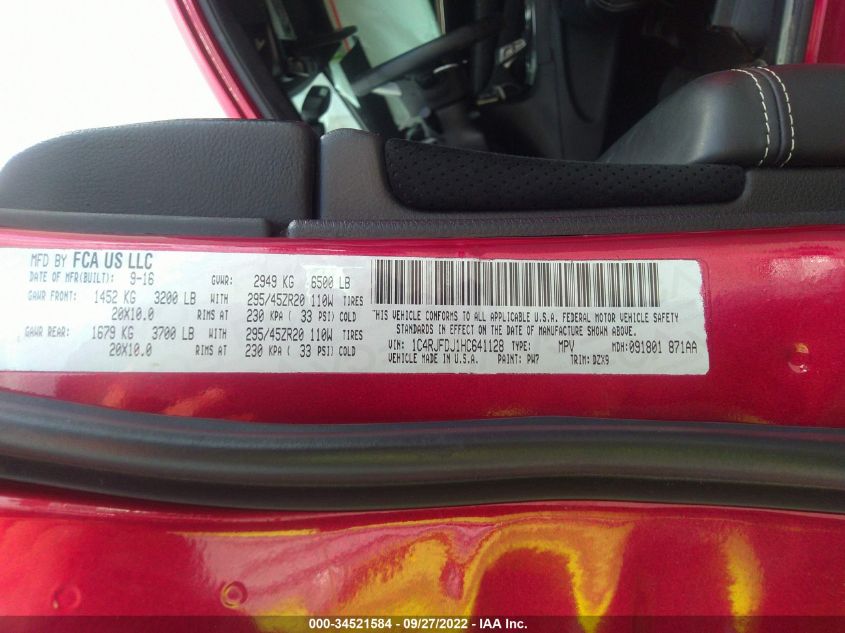 MFD BY FCA US LLC
DATE OF MFR(BUILT): 9-16 GVWR: 2949 KG 6500 LB
GAWR FRONT: 1452 KG 3200 LB WITH 295/45ZR20 110W TIRES
20X10.0 RIMS AT 230 KPA ( 33 PSI) COLD
GAWR REAR: 1679 KG 3700 LB WITH 295/45ZR20 110W TIRES
20X10.0 RIMS AT 230 KPA ( 33 PSI) COLD
THIS VEHICLE CONFORMS TO ALL APPLICABLE U.S.A. FEDERAL MOTOR VEHICLE SAFETY
STANDARDS IN EFFECT ON THE DATE OF MANUFACTURE SHOWN ABOVE.
VIN: 1C4RJFDJ1HC641128 TYPE: MPV MDH: 091801 871AA
VEHICLE MADE IN U.S.A. PAINT: PW7 TRIM: DZX9
000-34521584 - 09/27/2022 - IAA Inc.